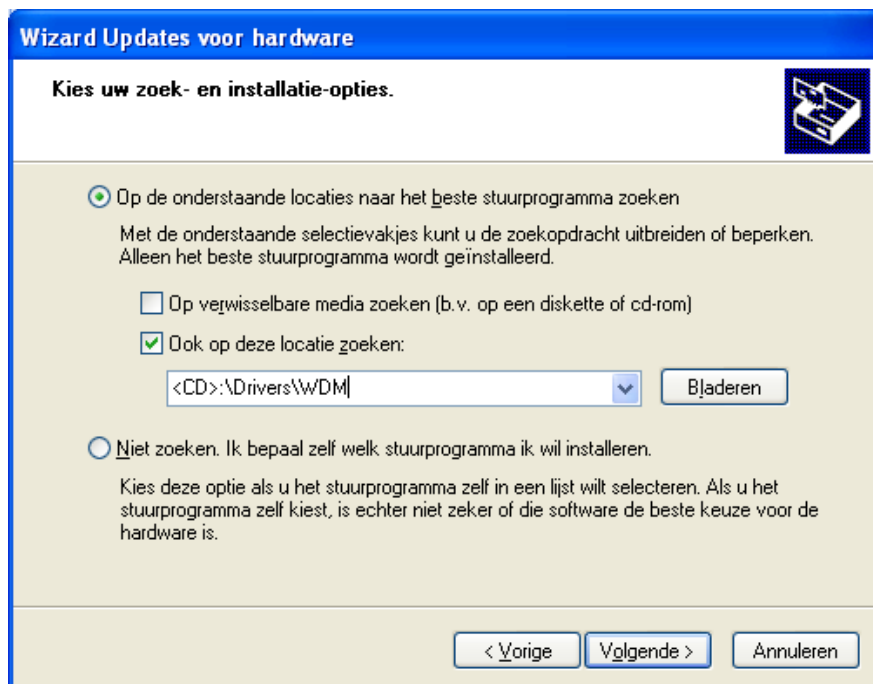 Wizard Updates voor hardware
Kies uw zoek- en installatie-opties.
Op de onderstaande locaties naar het beste stuurprogramma zoeken
Met de onderstaande selectievakjes kunt u de zoekopdracht uitbreiden of beperken.
Alleen het beste stuurprogramma wordt geïnstalleerd.
Op verwisselbare media zoeken (b.v. op een diskette of cd-rom)
Ook op deze locatie zoeken:
<CD>:\Drivers\WDM
Bladeren
Niet zoeken. Ik bepaal zelf welk stuurprogramma ik wil installeren.
Kies deze optie als u het stuurprogramma zelf in een lijst wilt selecteren. Als u het
stuurprogramma zelf kiest, is echter niet zeker of die software de beste keuze voor de
hardware is.
< Vorige
Volgende >
Annuleren